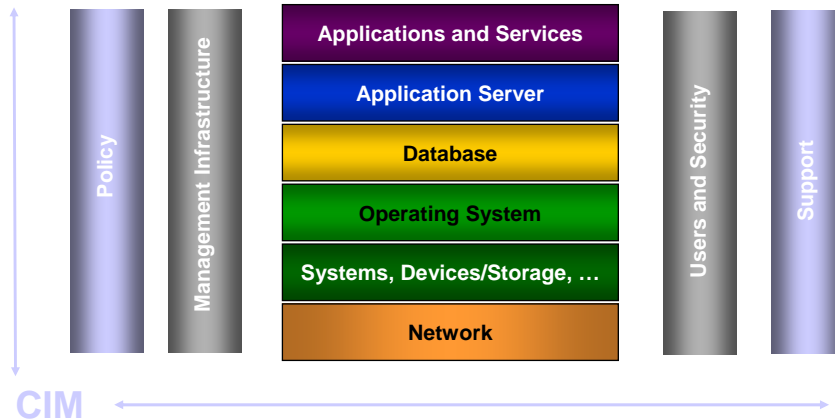 Policy
Management Infrastructure
Applications and Services
Application Server
Database
Operating System
Systems, Devices/Storage, …
Network
Users and Security
Support
CIM